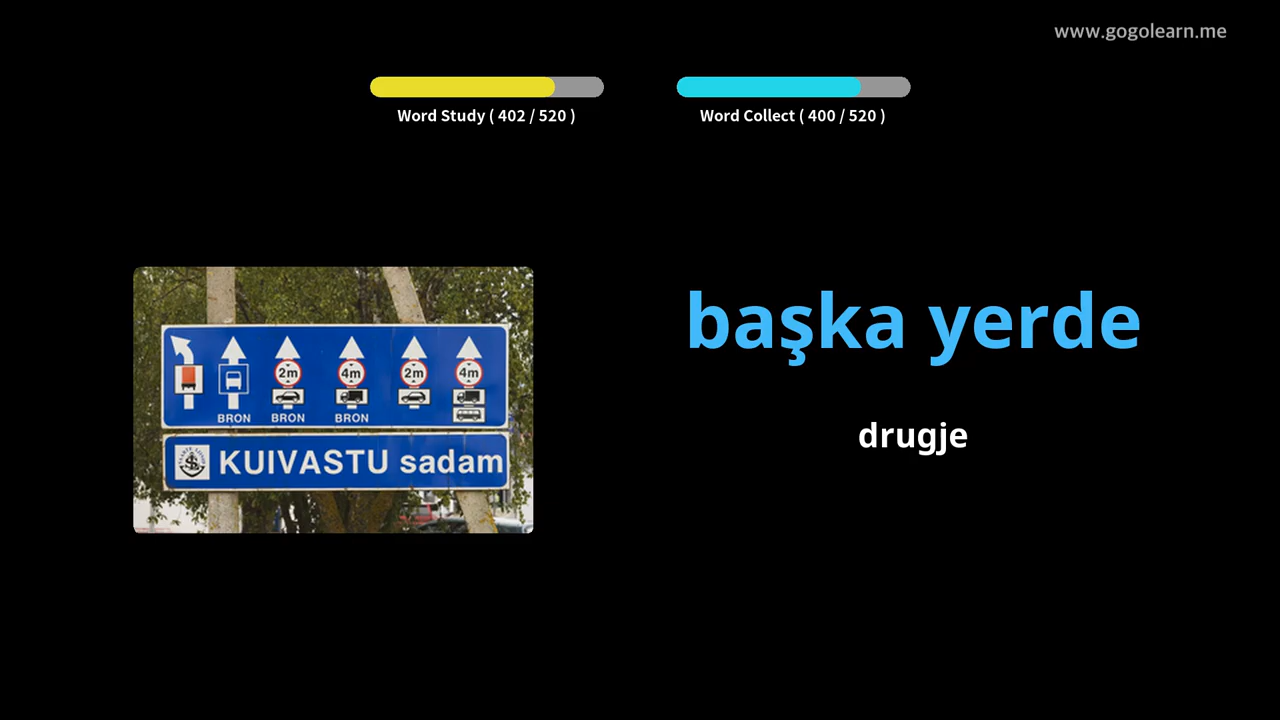 www.gogolearn.me
Word Study ( 402 / 520 )
Word Collect ( 400 / 520 )
başka yerde
drugje
2m 4m 2m 4m
BRON BRON BRON
KUIVASTU sadam